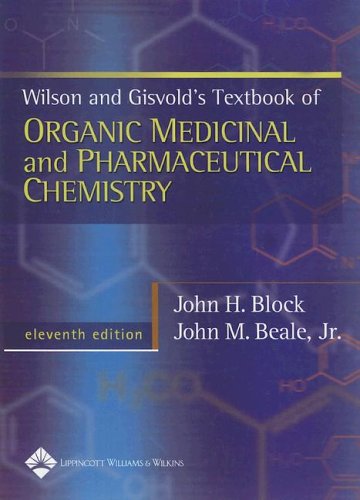 Wilson and Gisvold's Textbook of
ORGANIC MEDICINAL
and PHARMACEUTICAL
CHEMISTRY
John H. Block
eleventh edition
John M. Beale, Jr.
LIPPINCOTT WILLIAMS & WILKINS
H₃CO